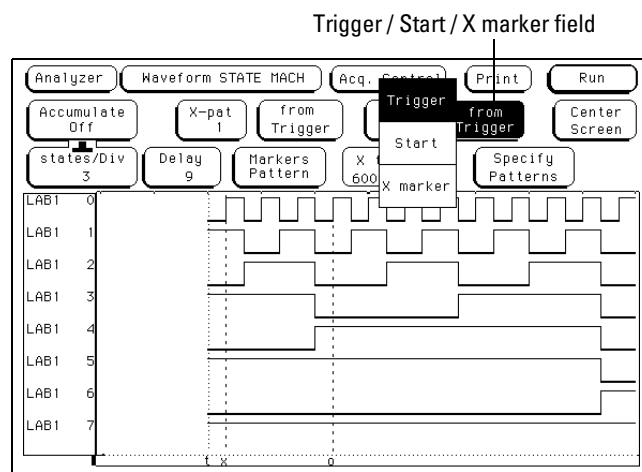 Trigger / Start / X marker field
Analyzer Waveform STATE MACH Acq. Control Print Run
Accumulate Off X-pat 1 from Trigger from Trigger Center Screen
Trigger
Start
X marker
states/Div 3 Delay 9 Markers Pattern X 600 Specify Patterns
LAB1 0
LAB1 1
LAB1 2
LAB1 3
LAB1 4
LAB1 5
LAB1 6
LAB1 7
t x o